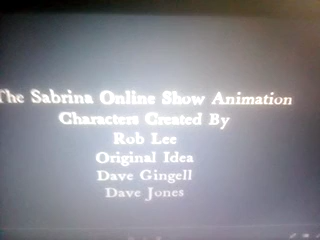 The Sabrina Online Show Animation
Characters Created By
Rob Lee
Original Idea
Dave Gingell
Dave Jones